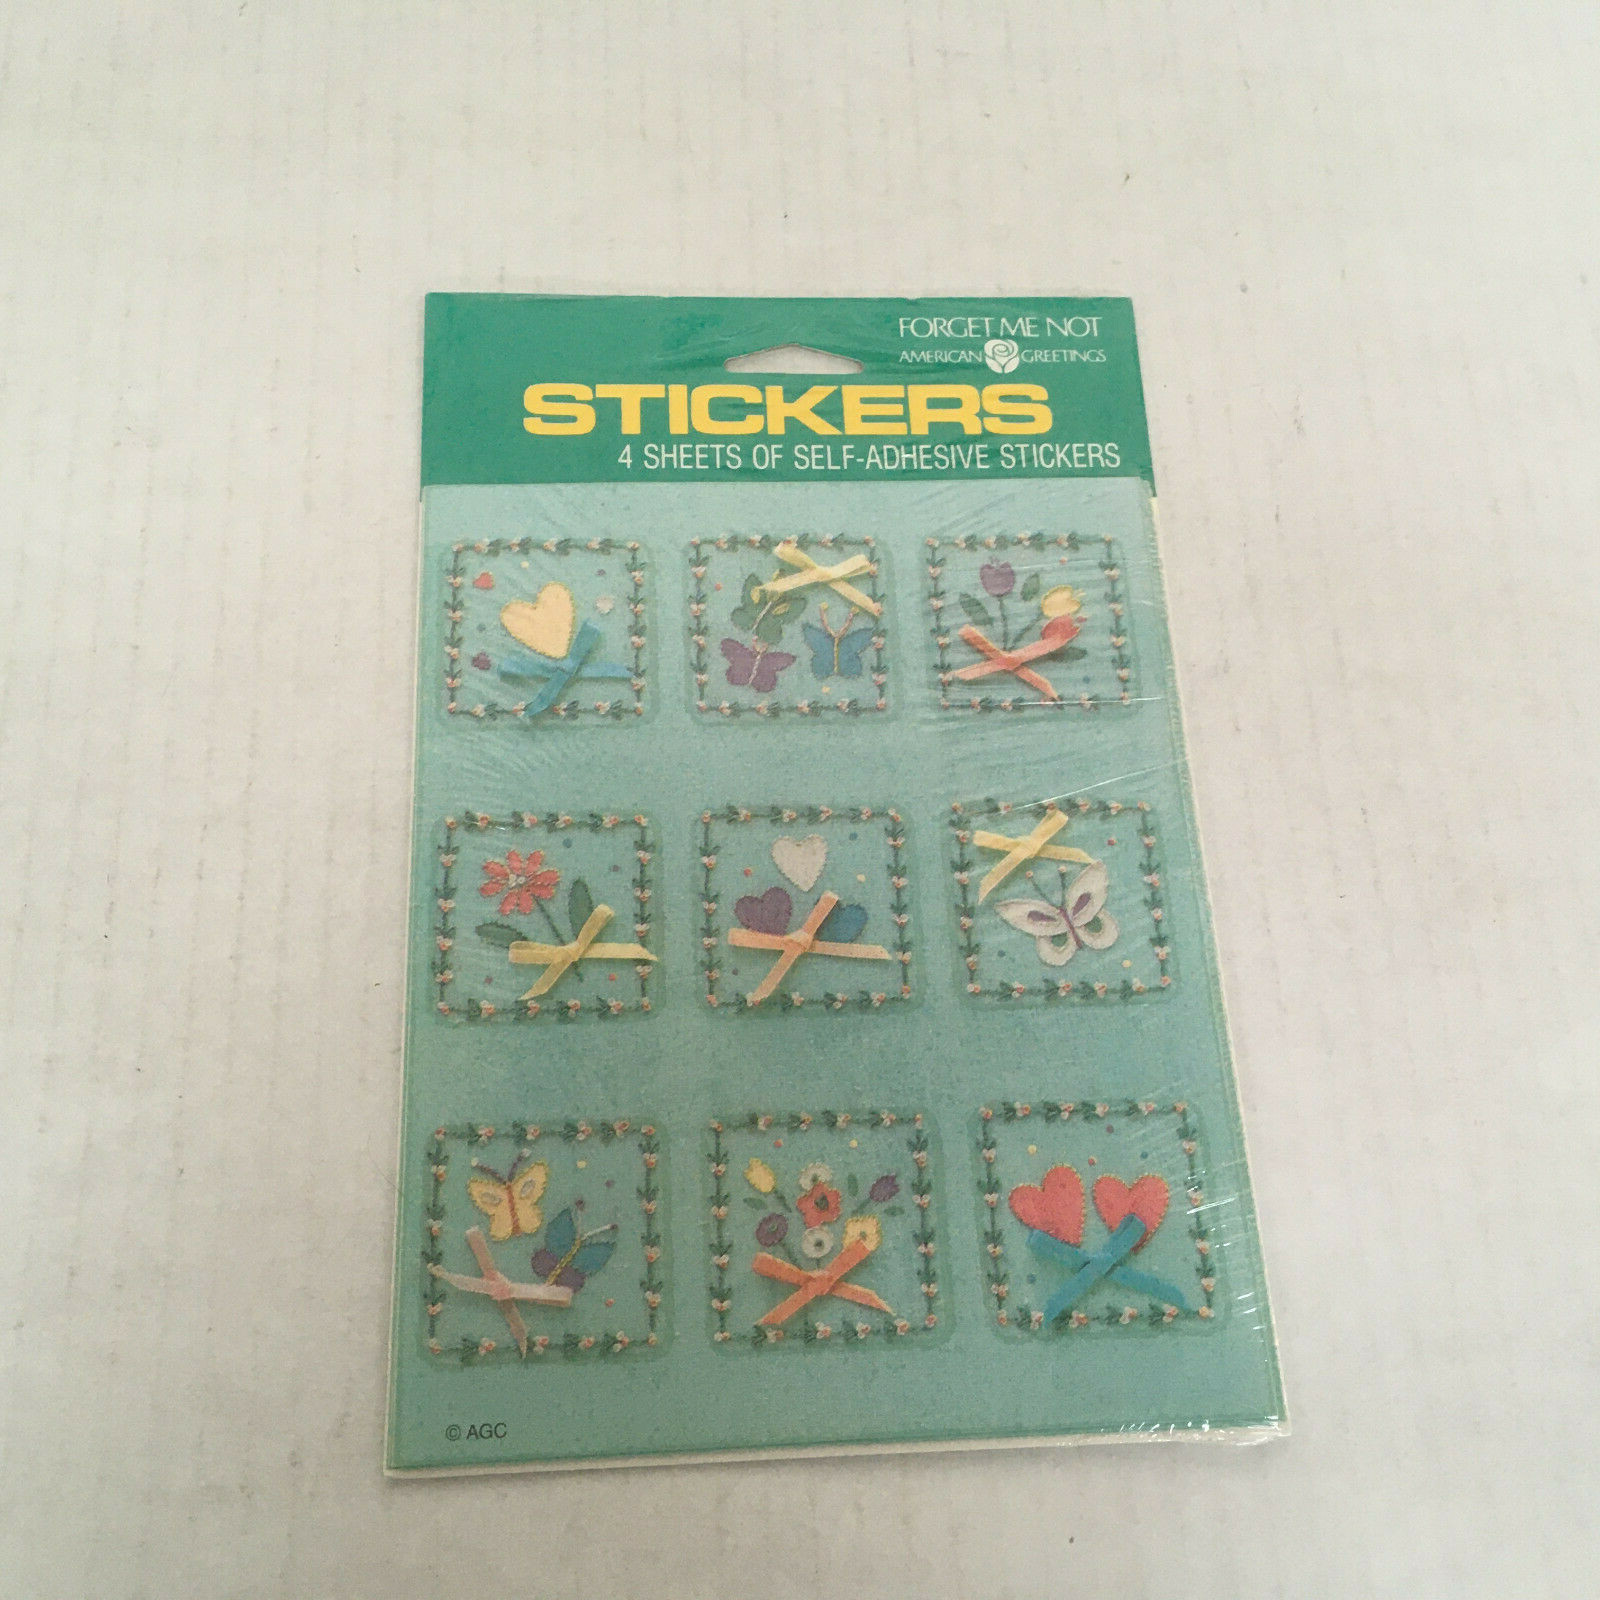 FORGET ME NOT
AMERICAN GREETINGS
STICKERS
4 SHEETS OF SELF-ADHESIVE STICKERS
© AGC